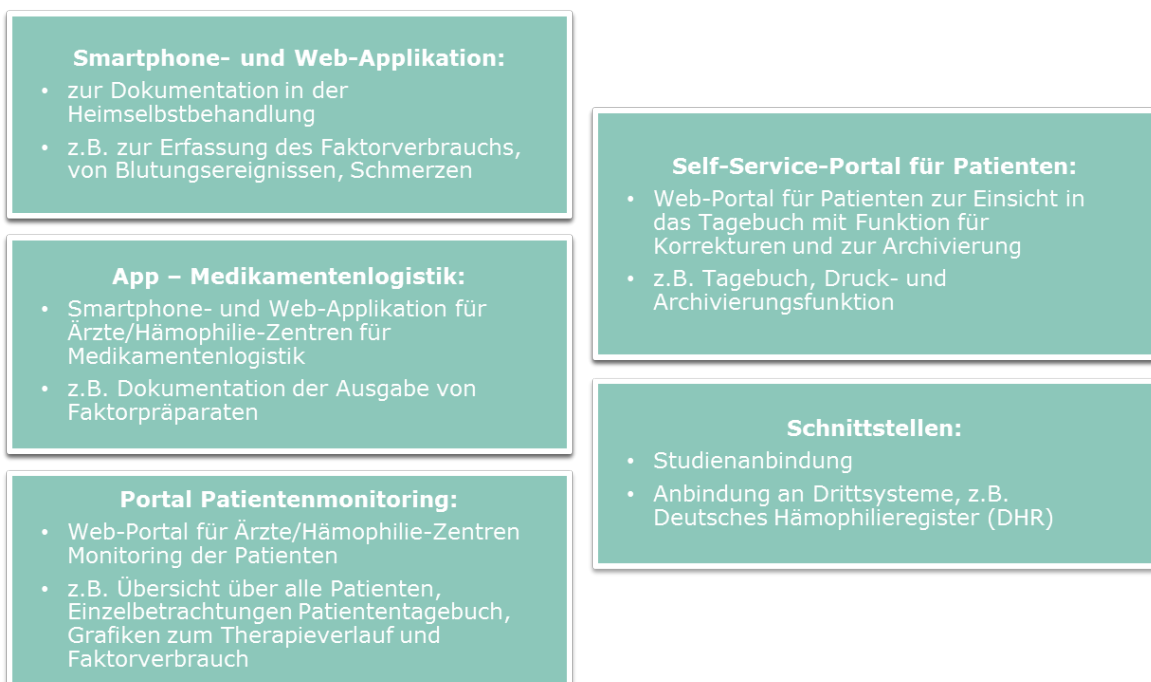 Smartphone- und Web-Applikation:
• zur Dokumentation in der
Heimselbstbehandlung
• z.B. zur Erfassung des Faktorverbrauchs,
von Blutungsereignissen, Schmerzen
App – Medikamentenlogistik:
• Smartphone- und Web-Applikation für
Ärzte/Hämophilie-Zentren für
Medikamentenlogistik
• z.B. Dokumentation der Ausgabe von
Faktorpräparaten
Portal Patientenmonitoring:
• Web-Portal für Ärzte/Hämophilie-Zentren
Monitoring der Patienten
• z.B. Übersicht über alle Patienten,
Einzelbetrachtungen Patiententagebuch,
Grafiken zum Therapieverlauf und
Faktorverbrauch
Self-Service-Portal für Patienten:
• Web-Portal für Patienten zur Einsicht in
das Tagebuch mit Funktion für
Korrekturen und zur Archivierung
• z.B. Tagebuch, Druck- und
Archivierungsfunktion
Schnittstellen:
• Studienanbindung
• Anbindung an Drittsysteme, z.B.
Deutsches Hämophilieregister (DHR)